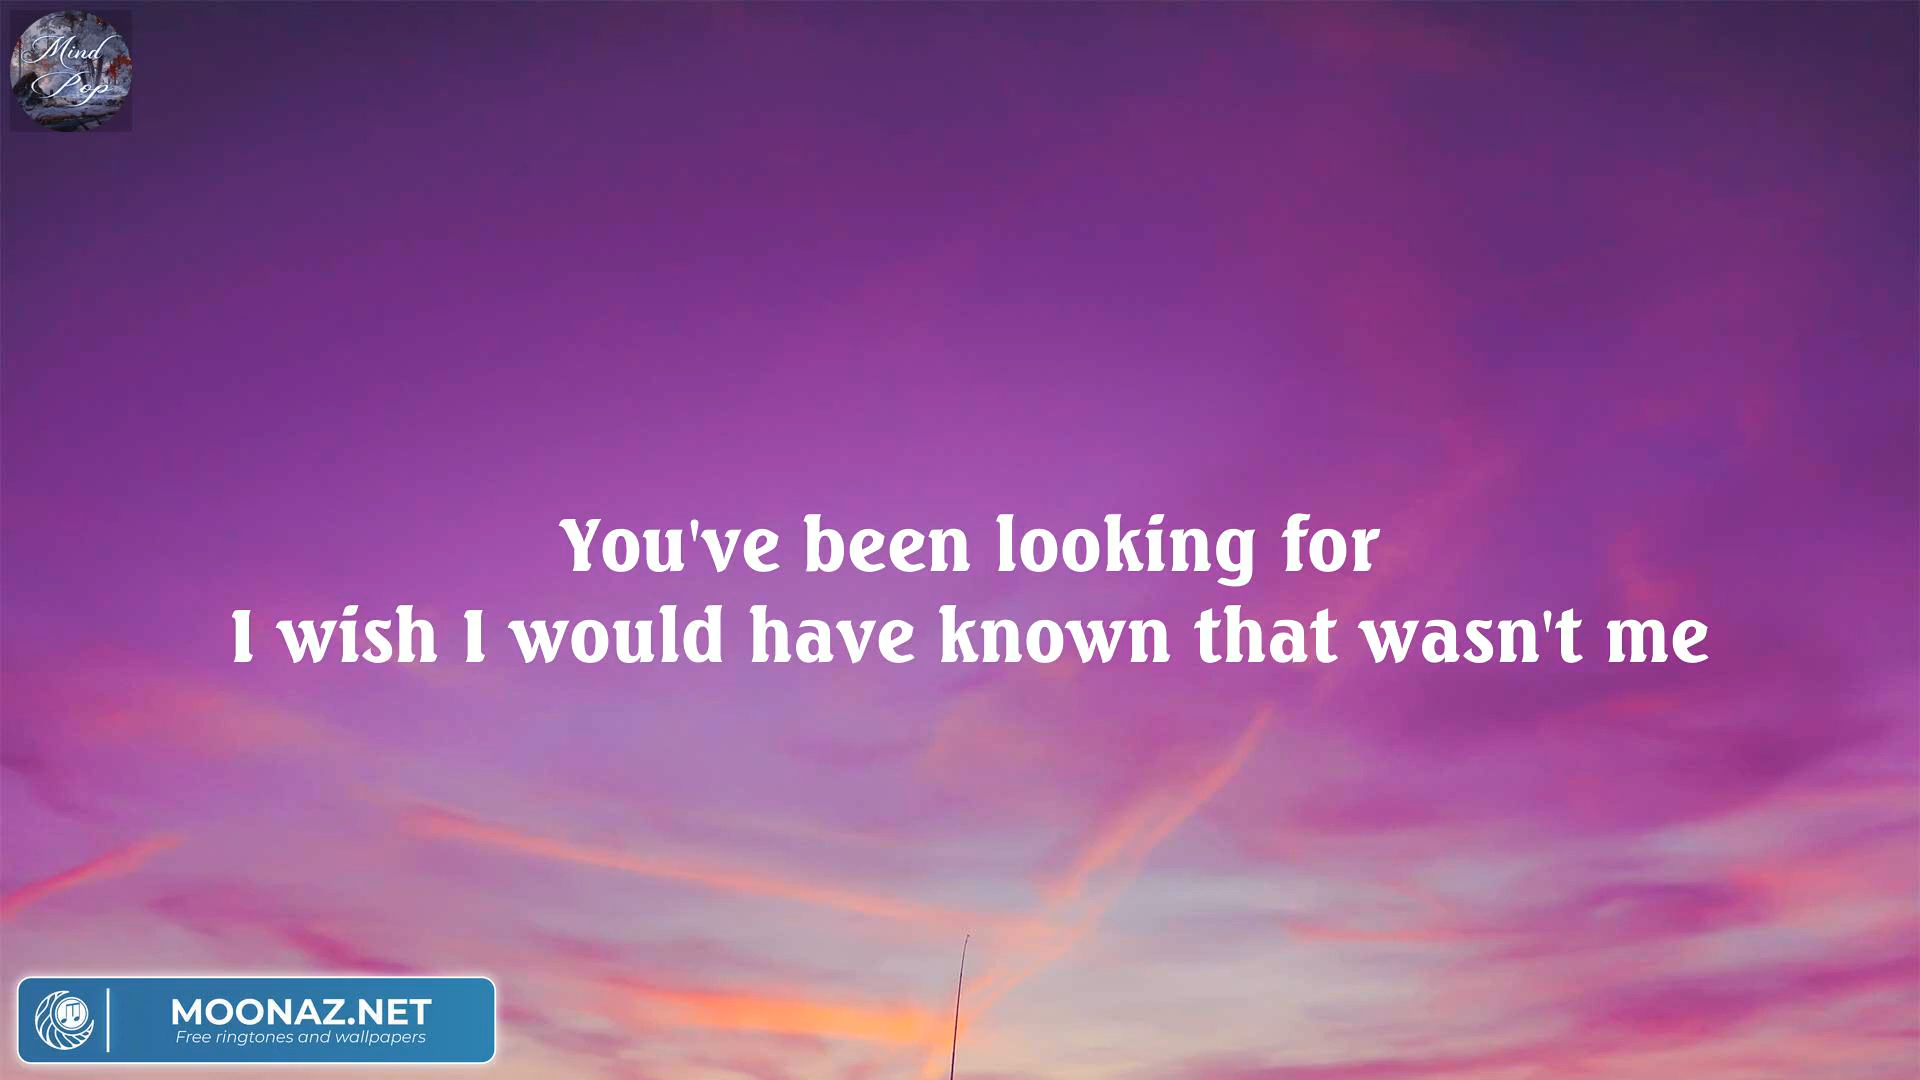 Mind
Pop
You've been looking for
I wish I would have known that wasn't me
MOONAZ.NET
Free ringtones and wallpapers